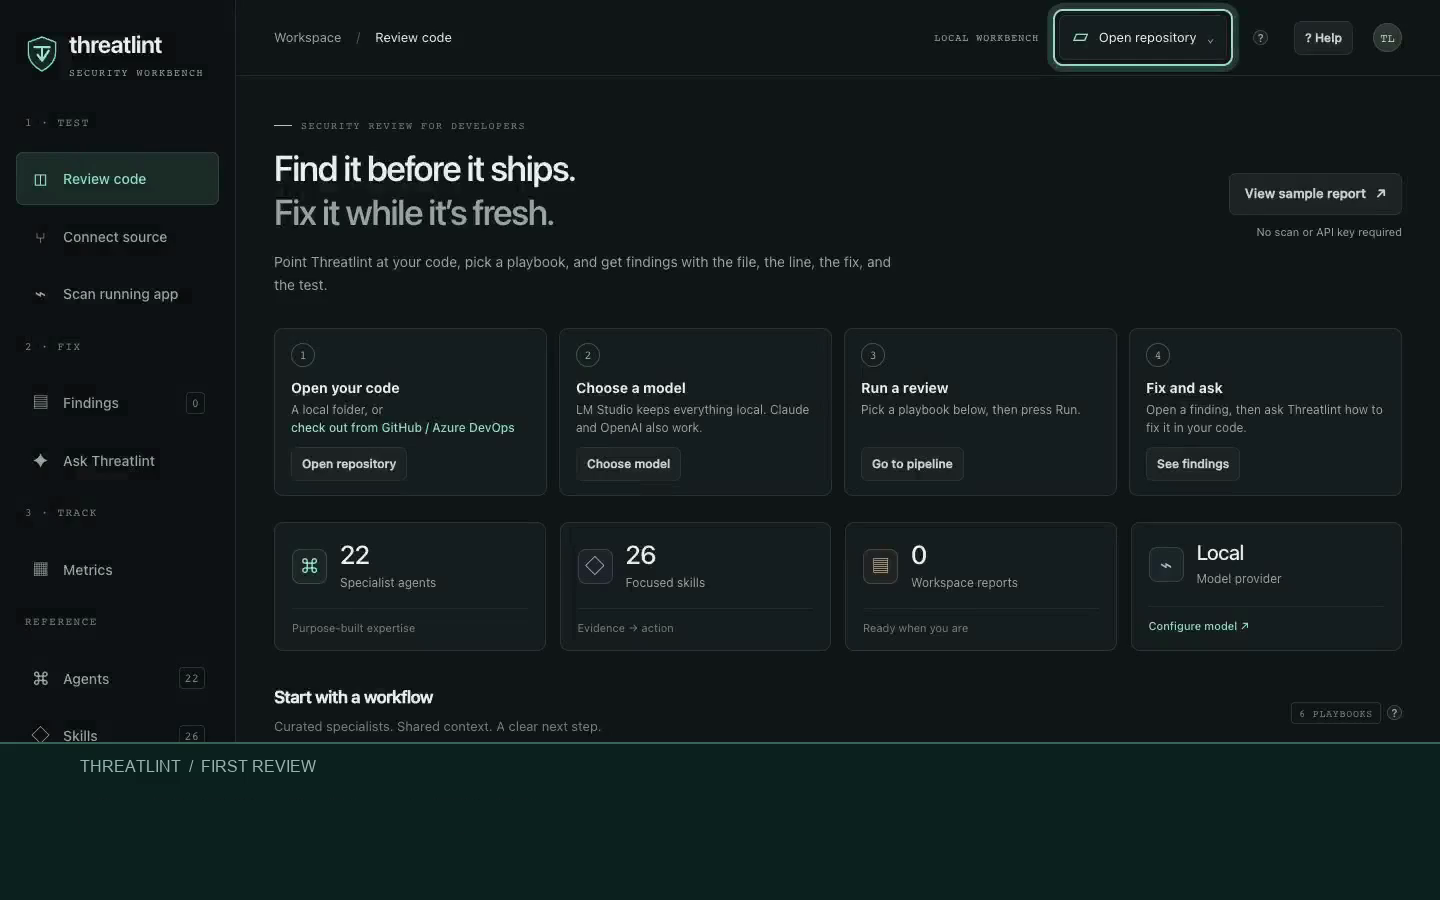 threatlint
SECURITY WORKBENCH
1 · TEST
Review code
Connect source
Scan running app
2 · FIX
Findings 0
Ask Threatlint
3 · TRACK
Metrics
REFERENCE
Agents 22
Skills 26
Workspace / Review code
LOCAL WORKBENCH
Open repository
?
? Help
TL
SECURITY REVIEW FOR DEVELOPERS
Find it before it ships.
Fix it while it's fresh.
Point Threatlint at your code, pick a playbook, and get findings with the file, the line, the fix, and
the test.
View sample report ↗
No scan or API key required
1
Open your code
A local folder, or
check out from GitHub / Azure DevOps
Open repository
2
Choose a model
LM Studio keeps everything local. Claude
and OpenAI also work.
Choose model
3
Run a review
Pick a playbook below, then press Run.
Go to pipeline
4
Fix and ask
Open a finding, then ask Threatlint how to
fix it in your code.
See findings
22
Specialist agents
Purpose-built expertise
26
Focused skills
Evidence → action
0
Workspace reports
Ready when you are
Local
Model provider
Configure model ↗
Start with a workflow
Curated specialists. Shared context. A clear next step.
6 PLAYBOOKS
?
THREATLINT / FIRST REVIEW